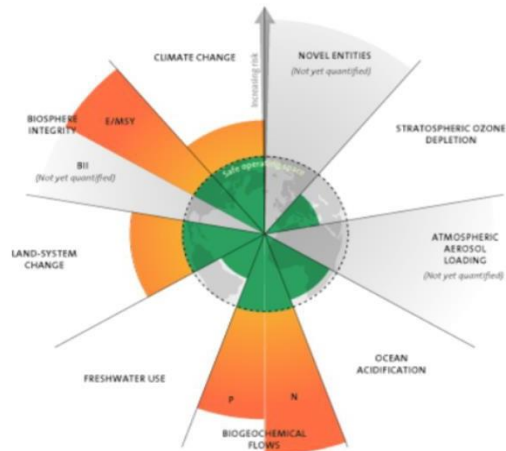 CLIMATE CHANGE
Increasing risk
NOVEL ENTITIES
(Not yet quantified)
STRATOSPHERIC OZONE
DEPLETION
ATMOSPHERIC
AEROSOL
LOADING
(Not yet quantified)
OCEAN
ACIDIFICATION
N
P
BIOGEOCHEMICAL
FLOWS
FRESHWATER USE
LAND-SYSTEM
CHANGE
BIOSPHERE
INTEGRITY
E/MSY
BII
(Not yet quantified)
Safe operating space